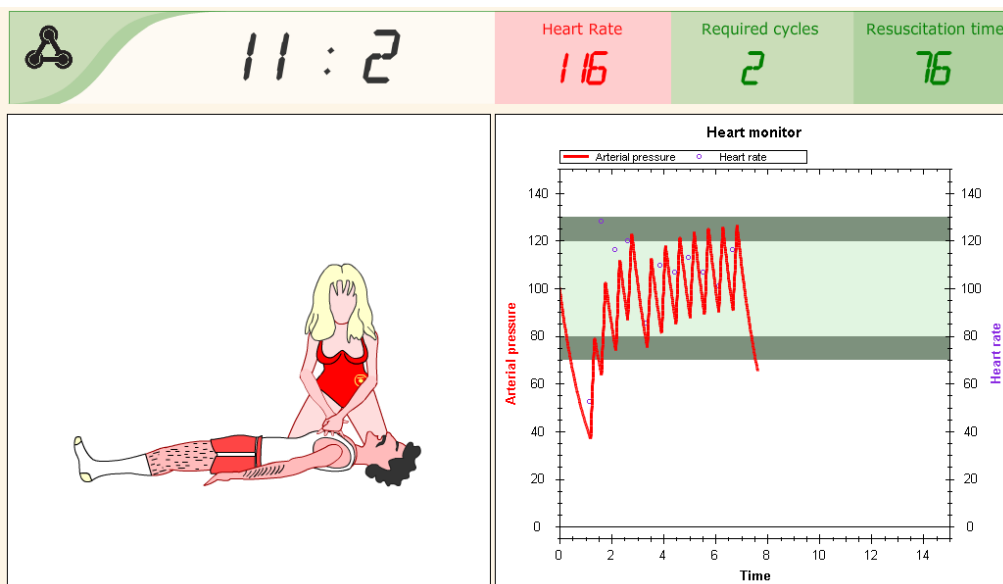 11 : 2
Heart Rate
116
Required cycles
2
Resuscitation time
76
Heart monitor
Arterial pressure
Heart rate
140
120
100
80
60
40
20
0
Arterial pressure
140
120
100
80
60
40
20
0
Heart rate
0 2 4 6 8 10 12 14
Time